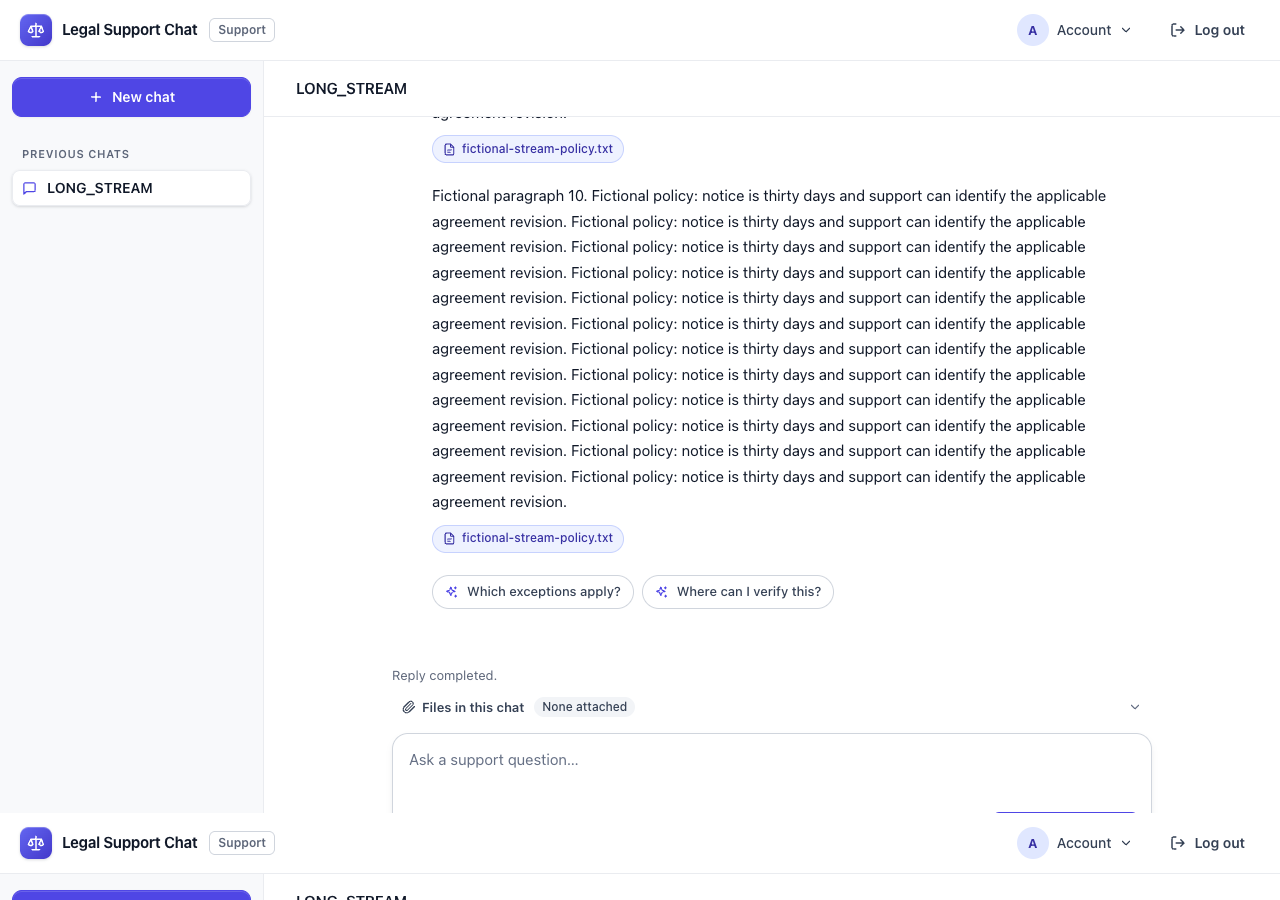 Legal Support Chat Support Account Log out
New chat
LONG_STREAM
PREVIOUS CHATS
LONG_STREAM
agreement revision.
fictional-stream-policy.txt
Fictional paragraph 10. Fictional policy: notice is thirty days and support can identify the applicable
agreement revision. Fictional policy: notice is thirty days and support can identify the applicable
agreement revision. Fictional policy: notice is thirty days and support can identify the applicable
agreement revision. Fictional policy: notice is thirty days and support can identify the applicable
agreement revision. Fictional policy: notice is thirty days and support can identify the applicable
agreement revision. Fictional policy: notice is thirty days and support can identify the applicable
agreement revision. Fictional policy: notice is thirty days and support can identify the applicable
agreement revision. Fictional policy: notice is thirty days and support can identify the applicable
agreement revision. Fictional policy: notice is thirty days and support can identify the applicable
agreement revision. Fictional policy: notice is thirty days and support can identify the applicable
agreement revision. Fictional policy: notice is thirty days and support can identify the applicable
agreement revision. Fictional policy: notice is thirty days and support can identify the applicable
agreement revision.
fictional-stream-policy.txt
Which exceptions apply? Where can I verify this?
Reply completed.
Files in this chat None attached
Ask a support question...
Legal Support Chat Support A Account Log out
LONG_STREAM